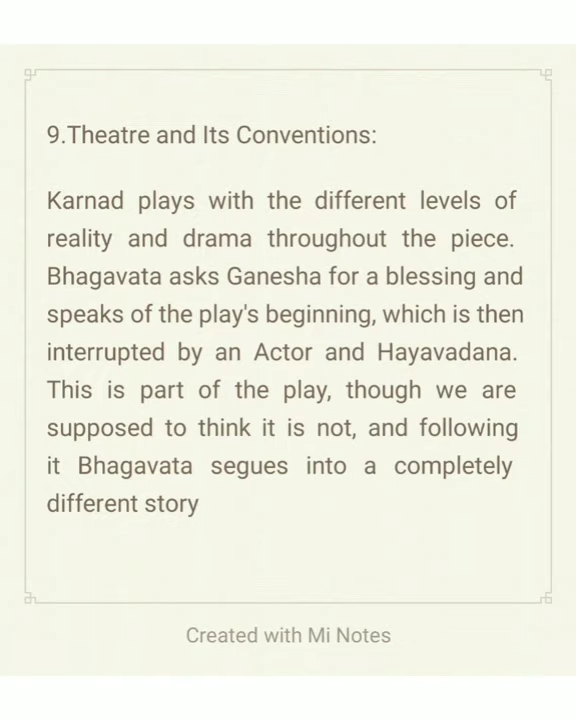 9.Theatre and Its Conventions:
Karnad plays with the different levels of
reality and drama throughout the piece.
Bhagavata asks Ganesha for a blessing and
speaks of the play's beginning, which is then
interrupted by an Actor and Hayavadana.
This is part of the play, though we are
supposed to think it is not, and following
it Bhagavata segues into a completely
different story
Created with Mi Notes